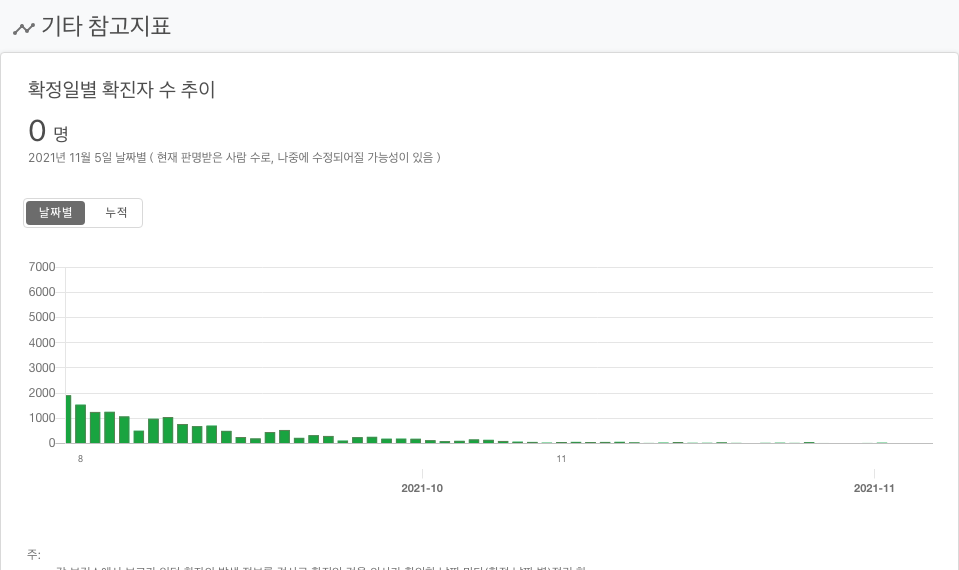 기타 참고지표
확정일별 확진자 수 추이
0 명
2021년 11월 5일 날짜별 ( 현재 판명받은 사람 수로, 나중에 수정되어질 가능성이 있음 )
날짜별 누적
7000
6000
5000
4000
3000
2000
1000
0
8 11
2021-10 2021-11
주: